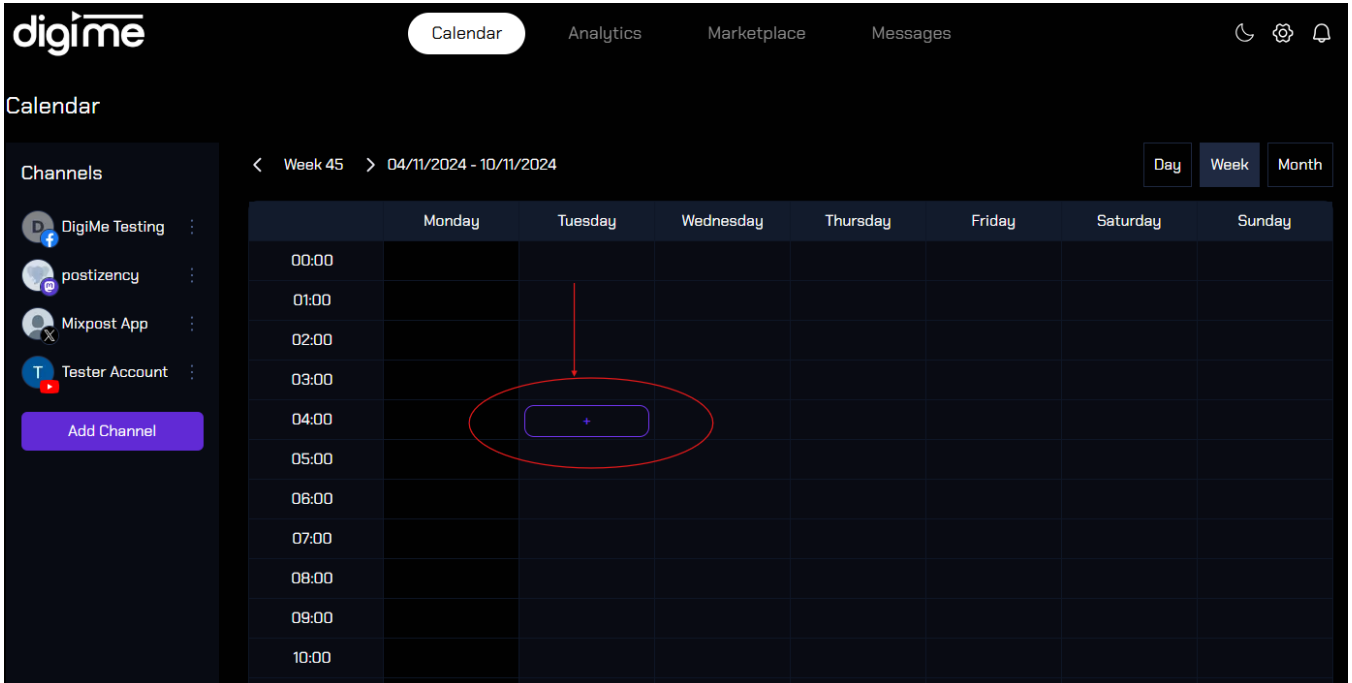 digime
Calendar Analytics Marketplace Messages
Calendar
Channels
D DigiMe Testing
postizency
Mixpost App
T Tester Account
Add Channel
Week 45 04/11/2024 - 10/11/2024
Day Week Month
Monday Tuesday Wednesday Thursday Friday Saturday Sunday
00:00
01:00
02:00
03:00
04:00 +
05:00
06:00
07:00
08:00
09:00
10:00